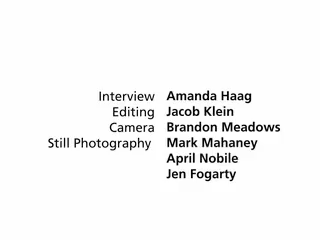 Interview Amanda Haag
Editing Jacob Klein
Camera Brandon Meadows
Still Photography Mark Mahaney
April Nobile
Jen Fogarty